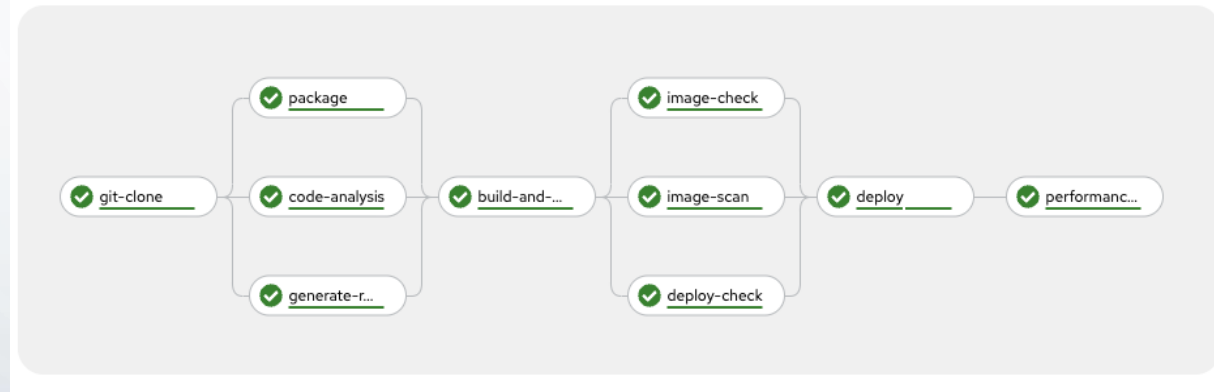 package
image-check
git-clone
code-analysis
build-and-...
image-scan
deploy
performanc...
generate-r...
deploy-check